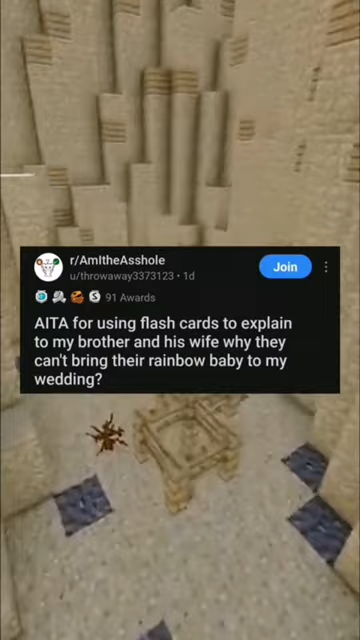 r/AmItheAsshole
u/throwaway3373123 • 1d
Join
S 91 Awards
AITA for using flash cards to explain
to my brother and his wife why they
can't bring their rainbow baby to my
wedding?